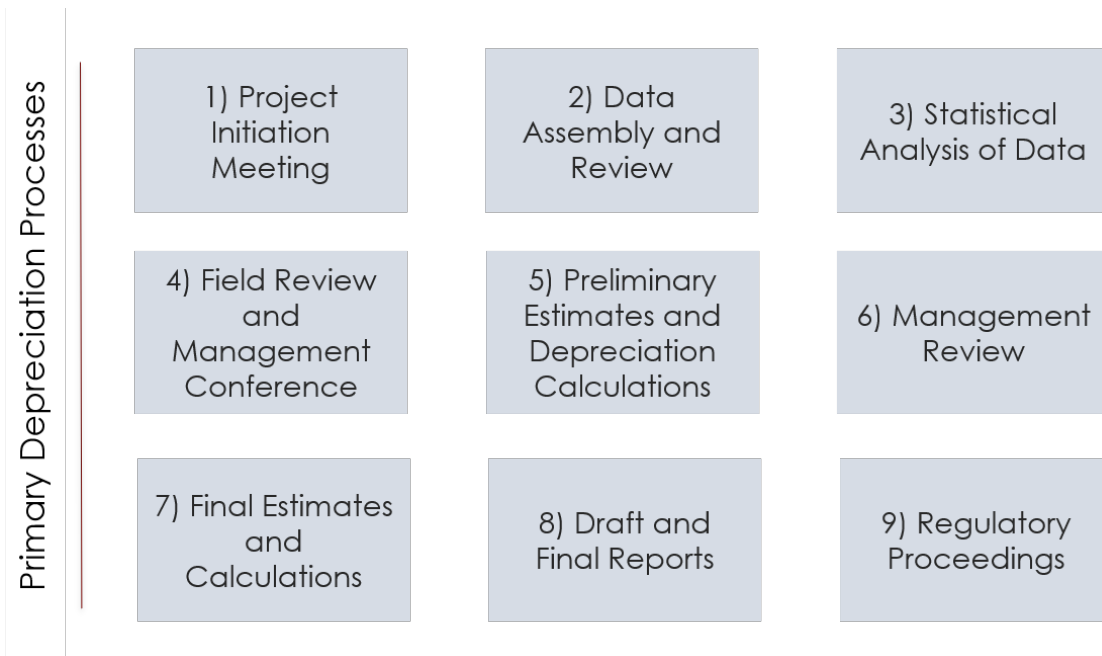 Primary Depreciation Processes
1) Project
Initiation
Meeting
2) Data
Assembly and
Review
3) Statistical
Analysis of Data
4) Field Review
and
Management
Conference
5) Preliminary
Estimates and
Depreciation
Calculations
6) Management
Review
7) Final Estimates
and
Calculations
8) Draft and
Final Reports
9) Regulatory
Proceedings